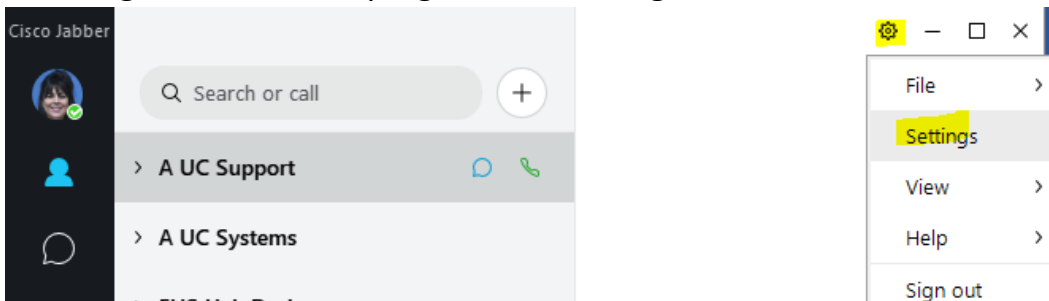 Cisco Jabber
Search or call
A UC Support
A UC Systems
File
Settings
View
Help
Sign out